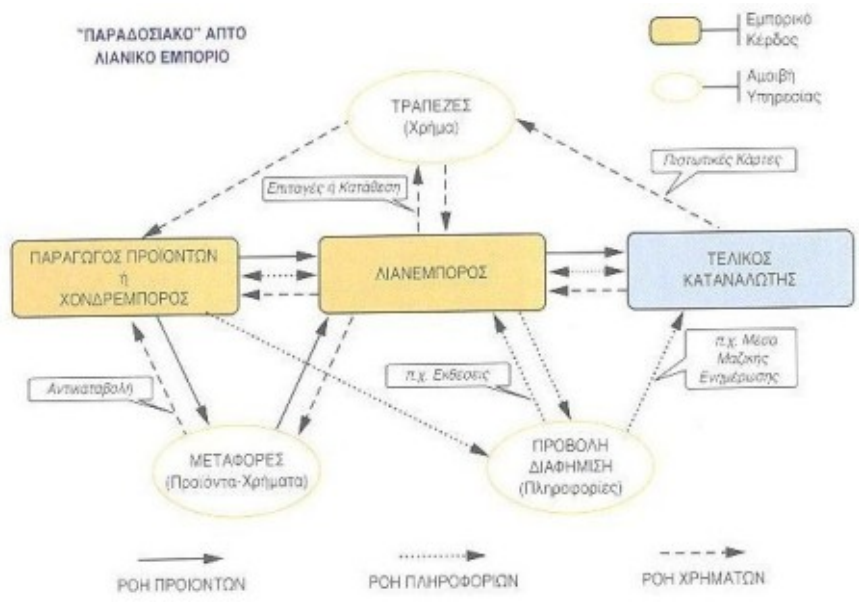 "ΠΑΡΑΔΟΣΙΑΚΟ" ΑΠΤΟ
ΛΙΑΝΙΚΟ ΕΜΠΟΡΙΟ
Εμπορικό
Κέρδος
Αμοιβή
Υπηρεσίας
ΤΡΑΠΕΖΕΣ
(Χρήμα)
Πιστωτικές Κάρτες
Επιταγές ή Κατάθεση
ΠΑΡΑΓΩΓΟΣ ΠΡΟΪΟΝΤΩΝ
ή
ΧΟΝΔΡΕΜΠΟΡΟΣ
ΛΙΑΝΕΜΠΟΡΟΣ
ΤΕΛΙΚΟΣ
ΚΑΤΑΝΑΛΩΤΗΣ
Αντικαταβολή
π.χ. Εκθέσεις
π.χ. Μέσα
Μαζικής
Ενημέρωσης
ΜΕΤΑΦΟΡΕΣ
(Προϊόντα-Χρήματα)
ΠΡΟΒΟΛΗ
ΔΙΑΦΗΜΙΣΗ
(Πληροφορίες)
ΡΟΗ ΠΡΟΙΟΝΤΩΝ
ΡΟΗ ΠΛΗΡΟΦΟΡΙΩΝ
ΡΟΗ ΧΡΗΜΑΤΩΝ